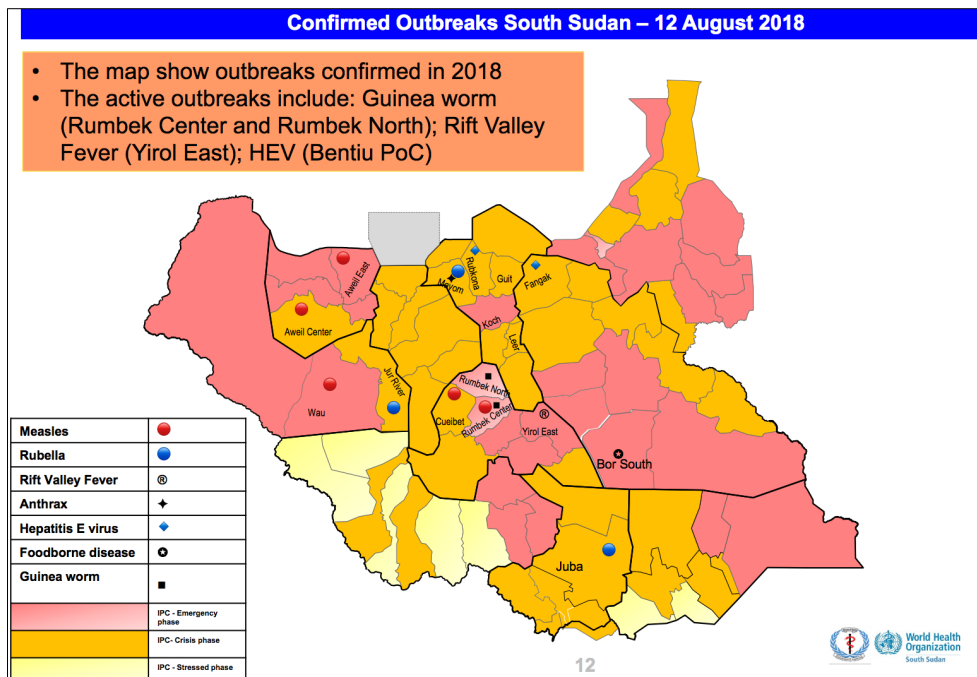 Confirmed Outbreaks South Sudan – 12 August 2018
• The map show outbreaks confirmed in 2018
• The active outbreaks include: Guinea worm
(Rumbek Center and Rumbek North); Rift Valley
Fever (Yirol East); HEV (Bentiu PoC)
Aweil East
Aweil Center
Mayom
Rubkona
Guit
Fangak
Koch
Leer
Wau
Jur River
Rumbek North
Cueibet
Rumbek Center
Yirol East
Bor South
Juba
Measles
Rubella
Rift Valley Fever ®
Anthrax
Hepatitis E virus
Foodborne disease
Guinea worm
IPC - Emergency
phase
IPC- Crisis phase
IPC - Stressed phase
12
World Health
Organization
South Sudan